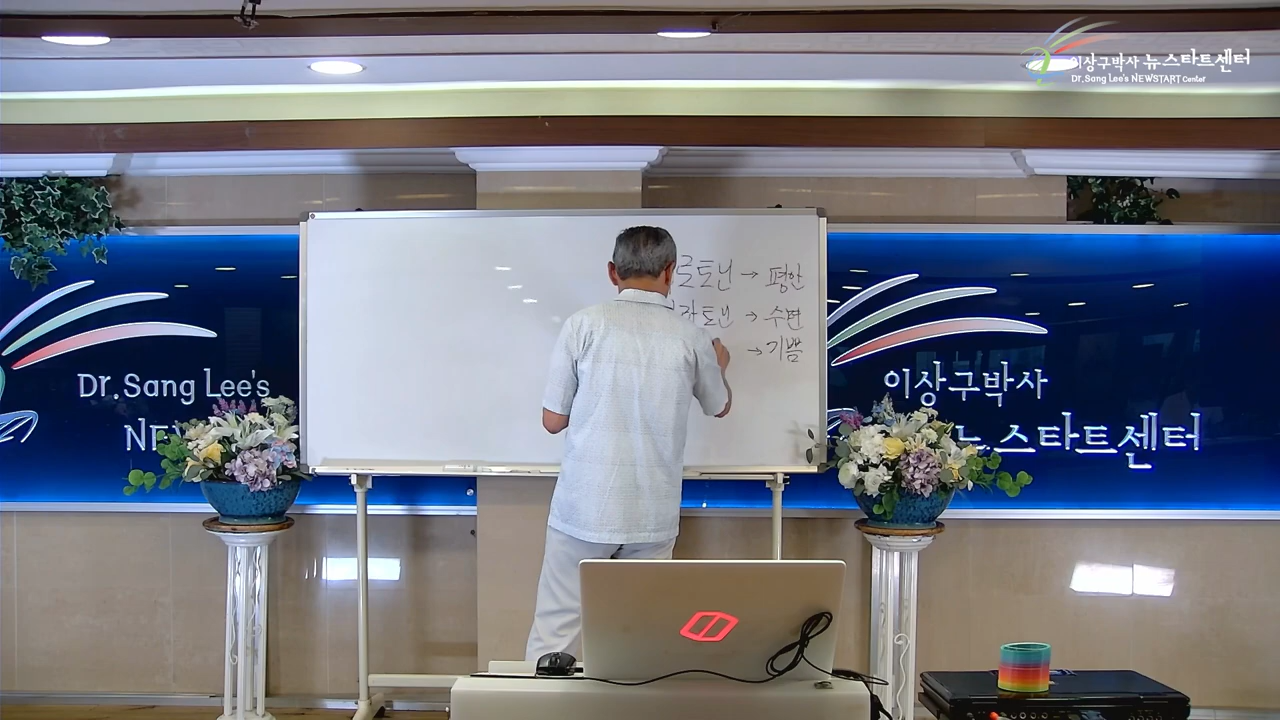 이상구박사 뉴스타트센터
Dr.Sang Lee's NEWSTART Center
로토닌 → 평안
라토닌 → 수면
→ 기쁨
Dr.Sang Lee's
이상구박사
뉴스타트센터